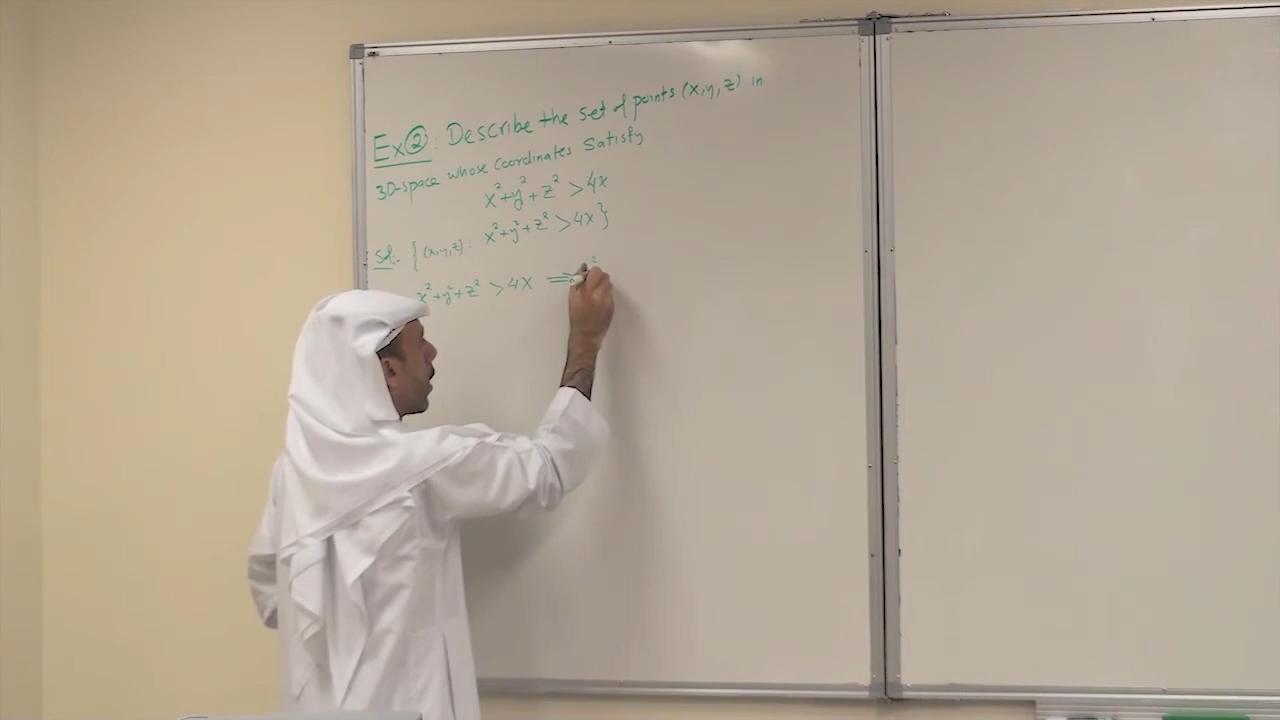 Ex②: Describe the set of points (x,y,z) in
3D-space whose coordinates satisfy
x²+y²+z² >4x
Sol:- {(x,y,z): x²+y²+z² >4x}
x²+y²+z² >4x ⟹ ²